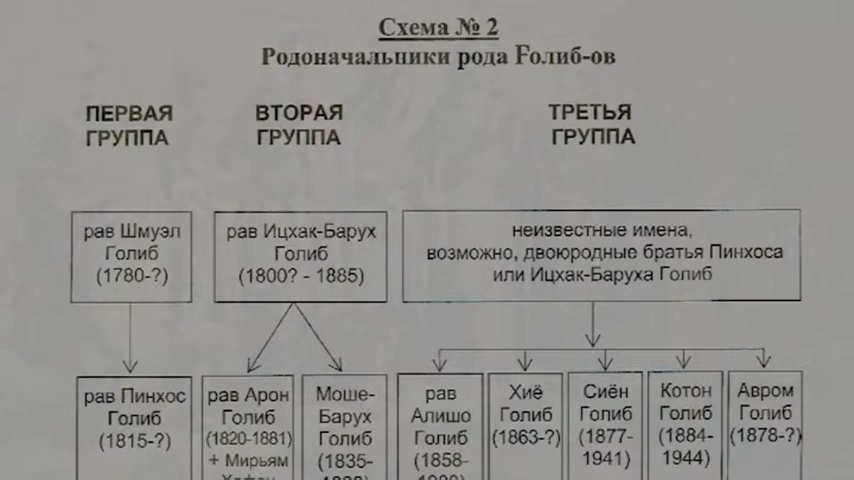 Схема № 2
Родоначальники рода Голиб-ов
ПЕРВАЯ
ГРУППА
ВТОРАЯ
ГРУППА
ТРЕТЬЯ
ГРУППА
рав Шмуэл
Голиб
(1780-?)
рав Ицхак-Барух
Голиб
(1800? - 1885)
неизвестные имена,
возможно, двоюродные братья Пинхоса
или Ицхак-Баруха Голиб
рав Пинхос
Голиб
(1815-?)
рав Арон
Голиб
(1820-1881)
+ Мирьям
Моше-
Барух
Голиб
(1835-
рав
Алишо
Голиб
(1858-
Хиё
Голиб
(1863-?)
Сиён
Голиб
(1877-
1941)
Котон
Голиб
(1884-
1944)
Авром
Голиб
(1878-?)